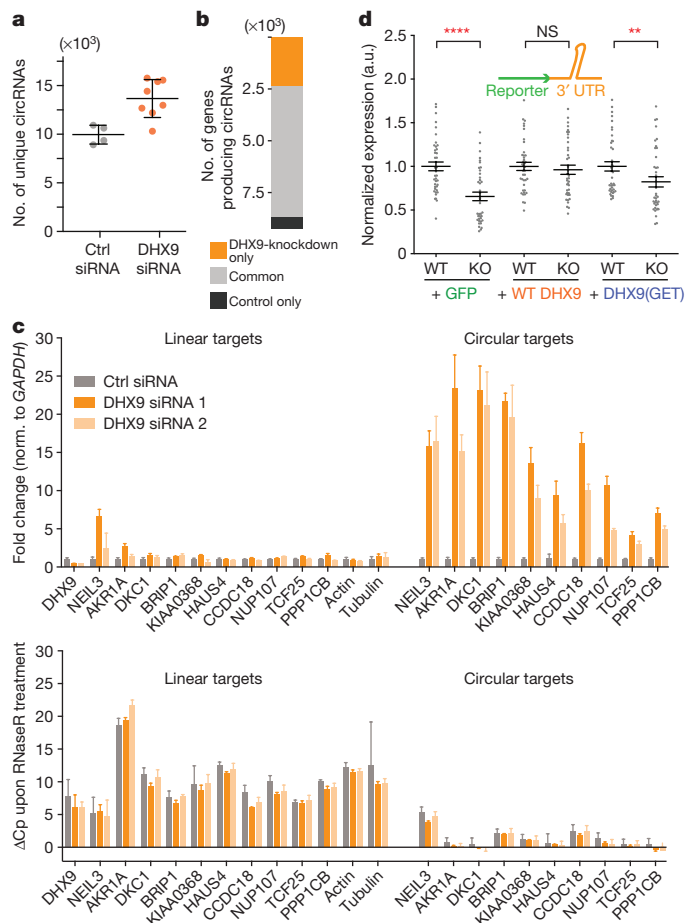 a
(×10³)
No. of unique circRNAs
15
10
5
0
Ctrl
siRNA
DHX9
siRNA
b
(×10³)
No. of genes
producing circRNAs
2.5
5.0
7.5
DHX9-knockdown
only
Common
Control only
d
Normalized expression (a.u.)
2.5
2.0
1.5
1.0
0.5
0
****
NS
**
Reporter
3′ UTR
WT KO WT KO WT KO
+ GFP + WT DHX9 + DHX9(GET)
c
Linear targets
Circular targets
Ctrl siRNA
DHX9 siRNA 1
DHX9 siRNA 2
Fold change (norm. to GAPDH)
30
25
20
15
10
5
0
DHX9
NEIL3
AKR1A
DKC1
BRIP1
KIAA0368
HAUS4
CCDC18
NUP107
TCF25
PPP1CB
Actin
Tubulin
NEIL3
AKR1A
DKC1
BRIP1
KIAA0368
HAUS4
CCDC18
NUP107
TCF25
PPP1CB
Linear targets
Circular targets
ΔCp upon RNaseR treatment
30
25
20
15
10
5
0
DHX9
NEIL3
AKR1A
DKC1
BRIP1
KIAA0368
HAUS4
CCDC18
NUP107
TCF25
PPP1CB
Actin
Tubulin
NEIL3
AKR1A
DKC1
BRIP1
KIAA0368
HAUS4
CCDC18
NUP107
TCF25
PPP1CB